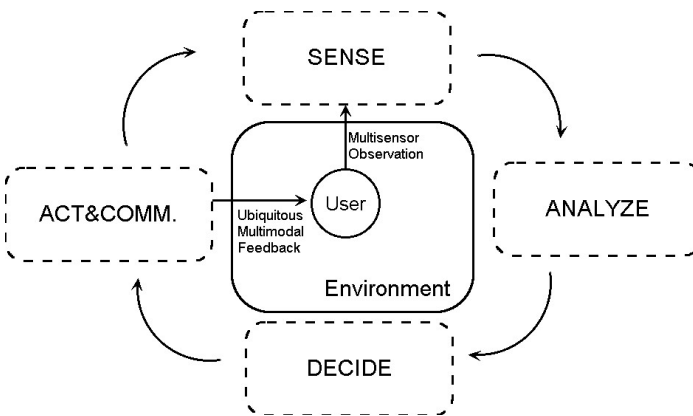 SENSE
Multisensor
Observation
ACT&COMM.
User
ANALYZE
Ubiquitous
Multimodal
Feedback
Environment
DECIDE